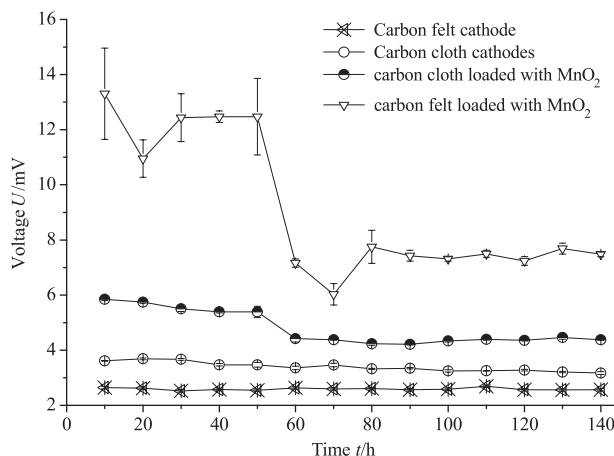 16
14
12
10
8
6
4
2
Voltage U/mV
Carbon felt cathode
Carbon cloth cathodes
carbon cloth loaded with MnO₂
carbon felt loaded with MnO₂
0 20 40 60 80 100 120 140
Time t/h